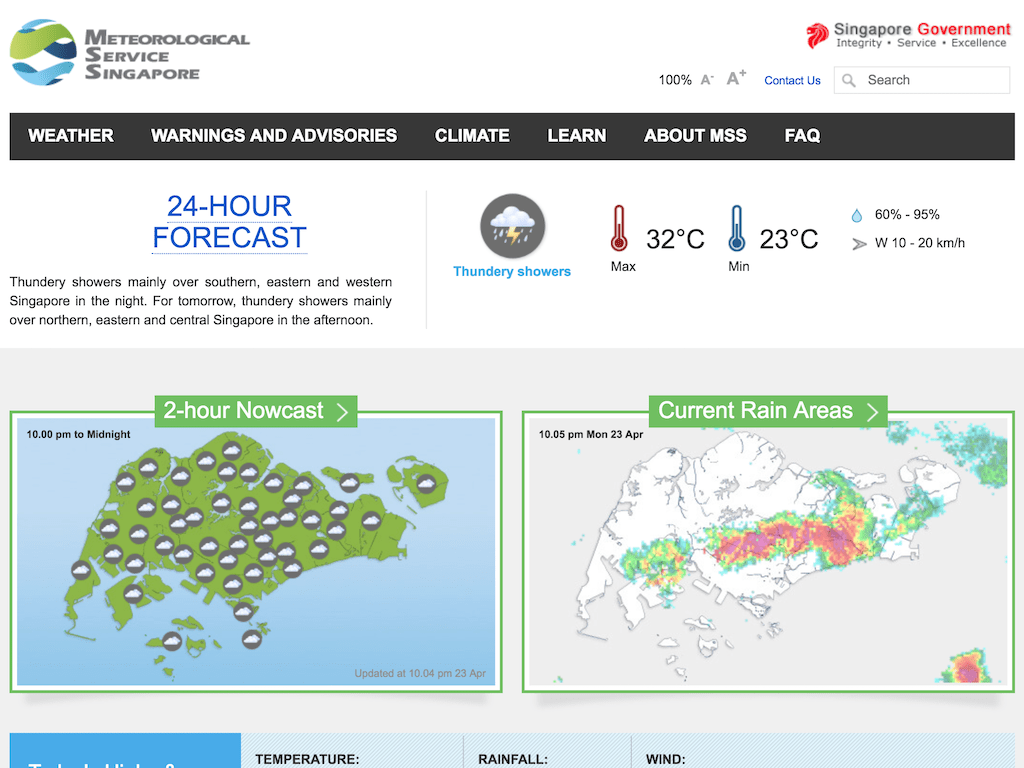 METEOROLOGICAL
SERVICE
SINGAPORE
Singapore Government
Integrity • Service • Excellence
100% A- A+ Contact Us Search
WEATHER WARNINGS AND ADVISORIES CLIMATE LEARN ABOUT MSS FAQ
24-HOUR
FORECAST
Thundery showers mainly over southern, eastern and western
Singapore in the night. For tomorrow, thundery showers mainly
over northern, eastern and central Singapore in the afternoon.
Thundery showers
32°C
Max
23°C
Min
60% - 95%
W 10 - 20 km/h
2-hour Nowcast
10.00 pm to Midnight
Updated at 10.04 pm 23 Apr
Current Rain Areas
10.05 pm Mon 23 Apr
TEMPERATURE: RAINFALL: WIND: